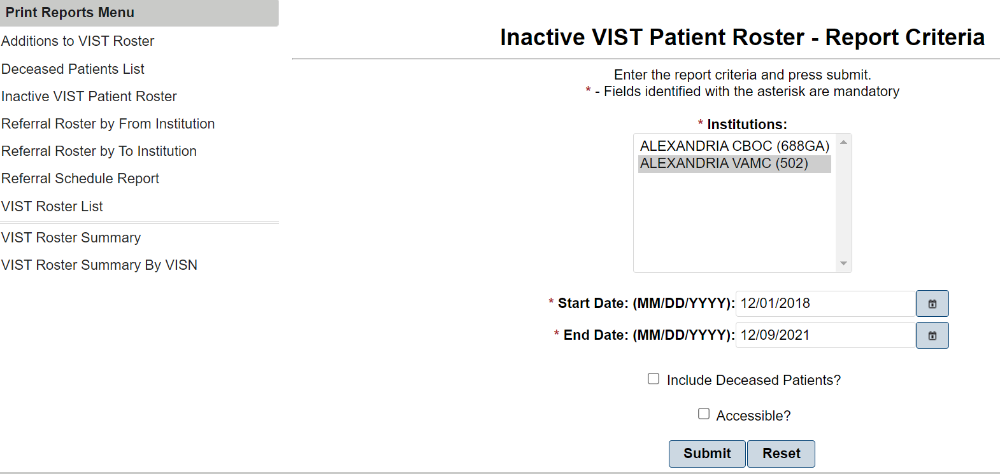 Print Reports Menu
Additions to VIST Roster
Deceased Patients List
Inactive VIST Patient Roster
Referral Roster by From Institution
Referral Roster by To Institution
Referral Schedule Report
VIST Roster List
VIST Roster Summary
VIST Roster Summary By VISN
Inactive VIST Patient Roster - Report Criteria
Enter the report criteria and press submit.
* - Fields identified with the asterisk are mandatory
* Institutions:
ALEXANDRIA CBOC (688GA)
ALEXANDRIA VAMC (502)
* Start Date: (MM/DD/YYYY): 12/01/2018
* End Date: (MM/DD/YYYY): 12/09/2021
Include Deceased Patients?
Accessible?
Submit Reset